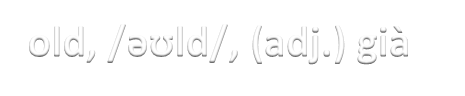 old, /əʊld/, (adj.) già